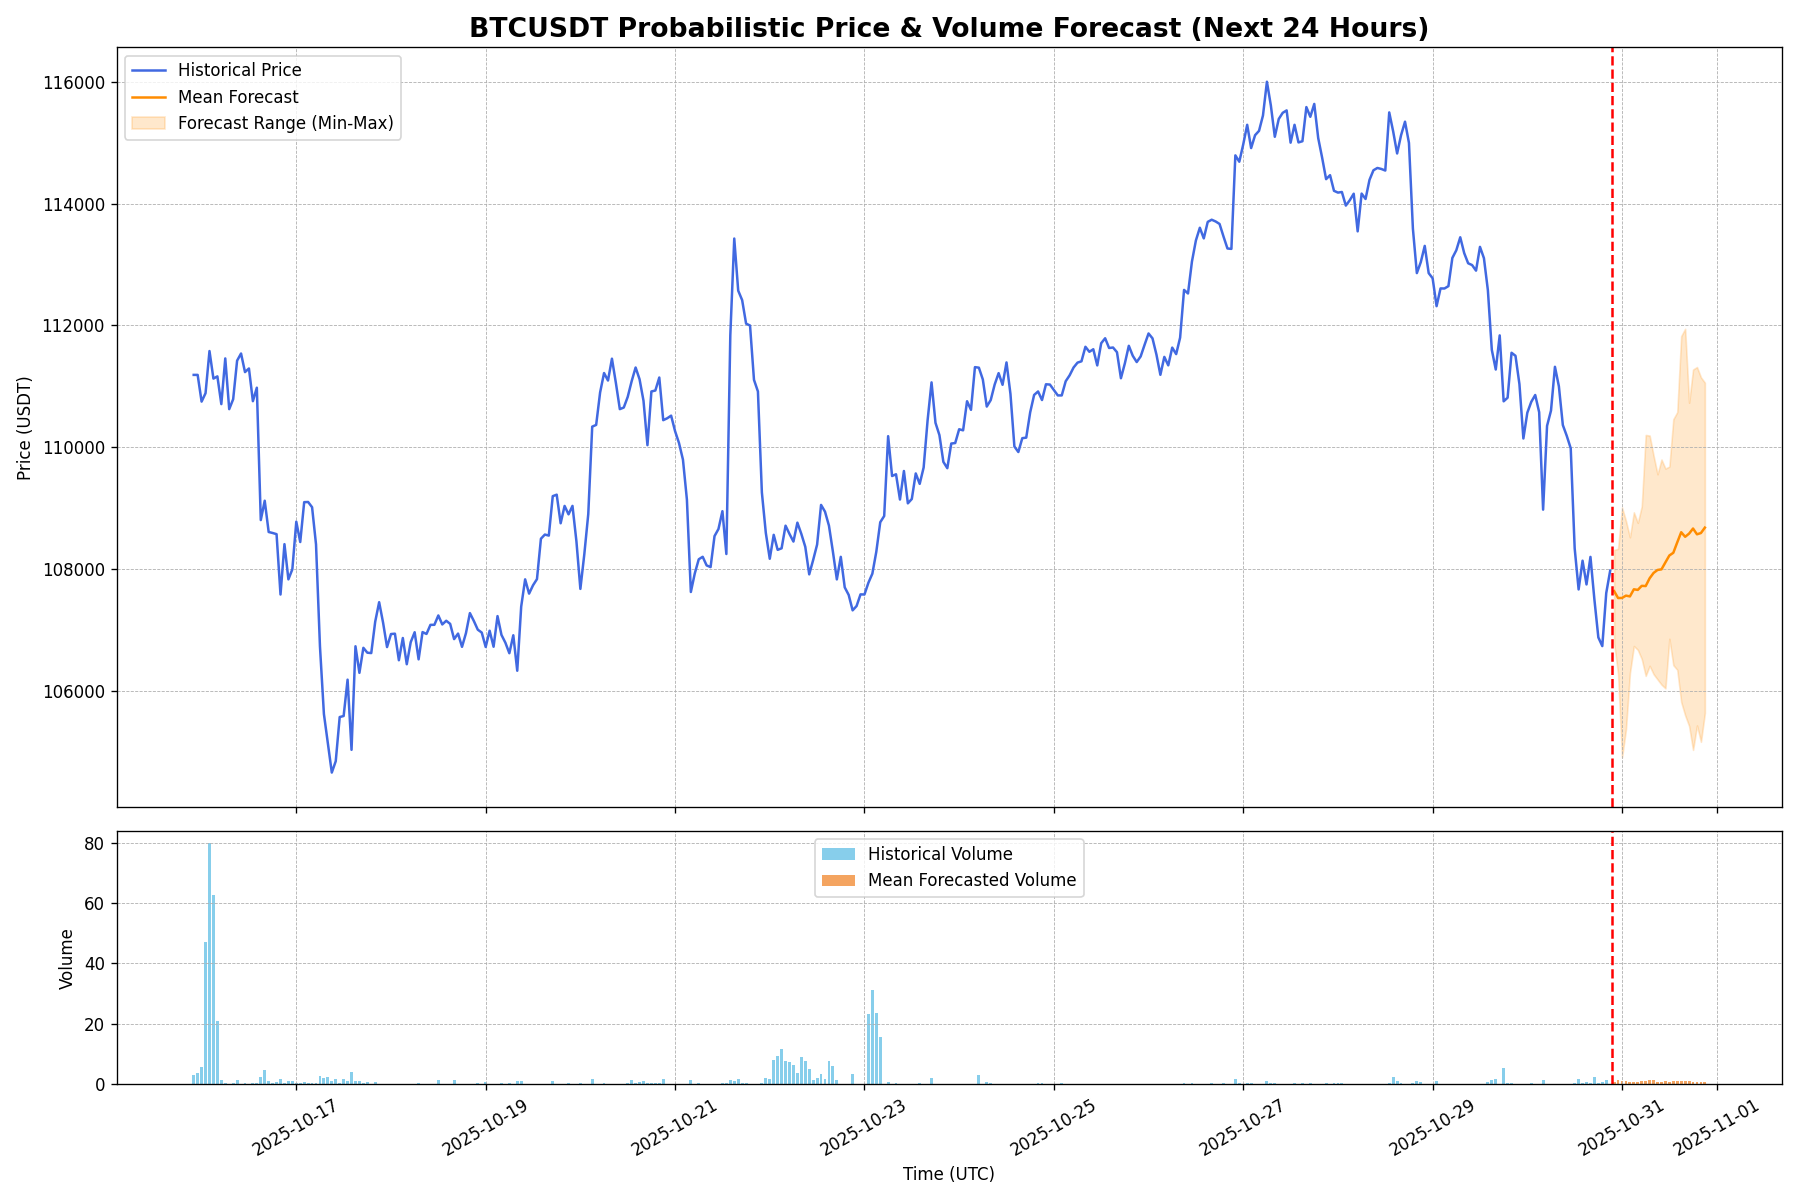 BTCUSDT Probabilistic Price & Volume Forecast (Next 24 Hours)
Historical Price
Mean Forecast
Forecast Range (Min-Max)
Price (USDT)
116000
114000
112000
110000
108000
106000
Historical Volume
Mean Forecasted Volume
Volume
80
60
40
20
0
2025-10-17
2025-10-19
2025-10-21
2025-10-23
2025-10-25
2025-10-27
2025-10-29
2025-10-31
2025-11-01
Time (UTC)